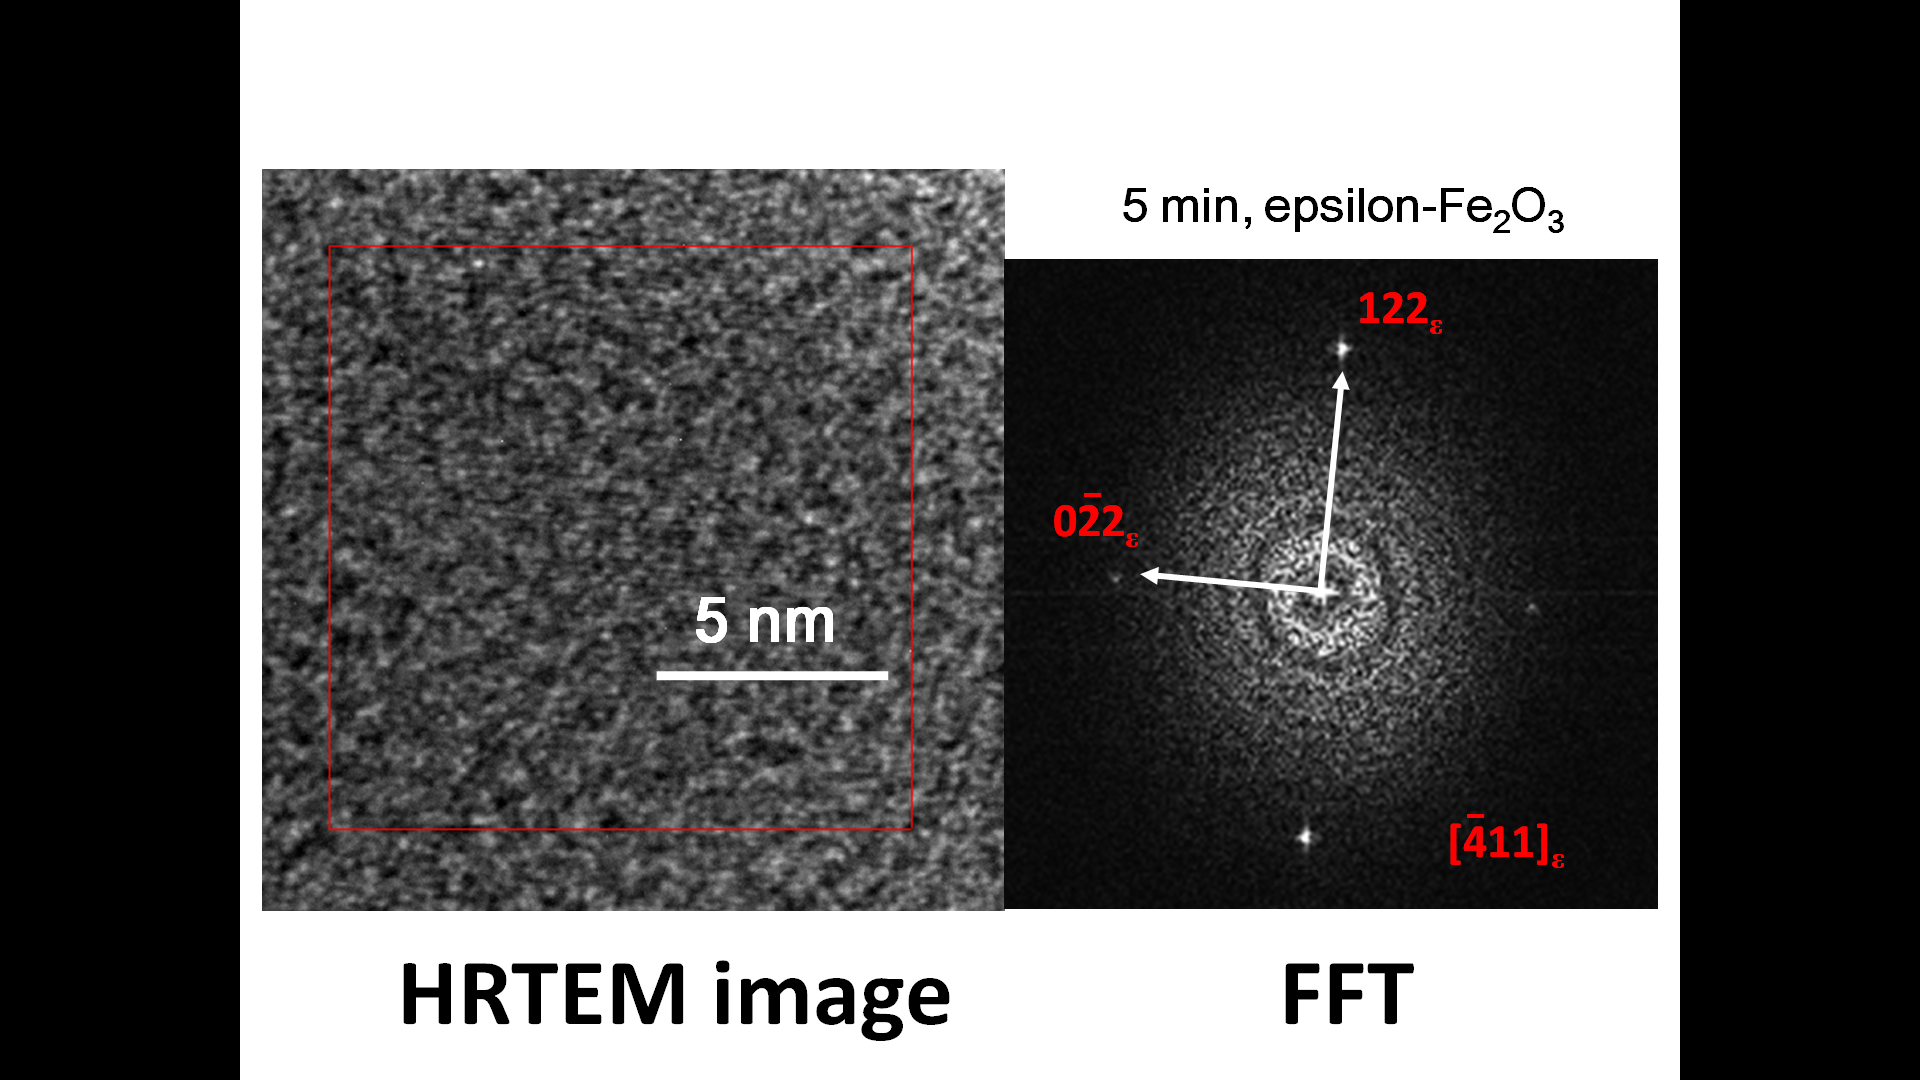 5 min, epsilon-Fe₂O₃
122ε
02̄2ε
5 nm
[4̄11]ε
HRTEM image
FFT